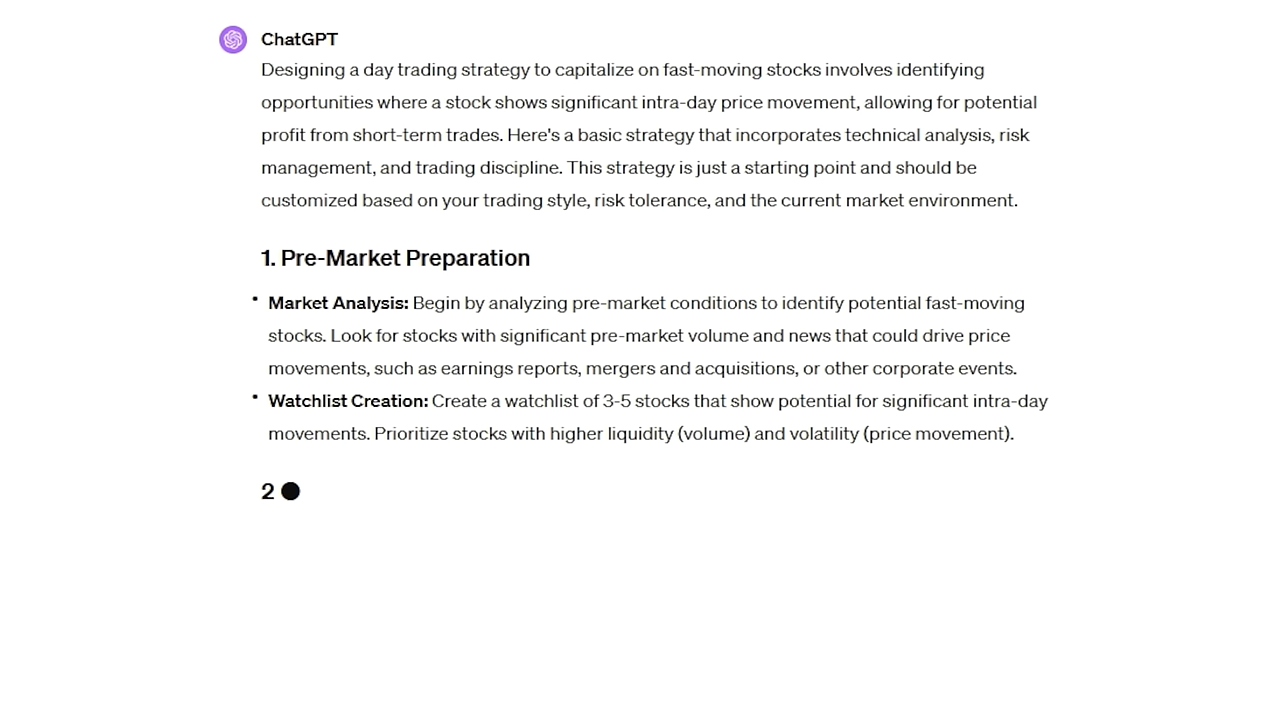 ChatGPT
Designing a day trading strategy to capitalize on fast-moving stocks involves identifying
opportunities where a stock shows significant intra-day price movement, allowing for potential
profit from short-term trades. Here's a basic strategy that incorporates technical analysis, risk
management, and trading discipline. This strategy is just a starting point and should be
customized based on your trading style, risk tolerance, and the current market environment.
1. Pre-Market Preparation
• Market Analysis: Begin by analyzing pre-market conditions to identify potential fast-moving
stocks. Look for stocks with significant pre-market volume and news that could drive price
movements, such as earnings reports, mergers and acquisitions, or other corporate events.
• Watchlist Creation: Create a watchlist of 3-5 stocks that show potential for significant intra-day
movements. Prioritize stocks with higher liquidity (volume) and volatility (price movement).
2